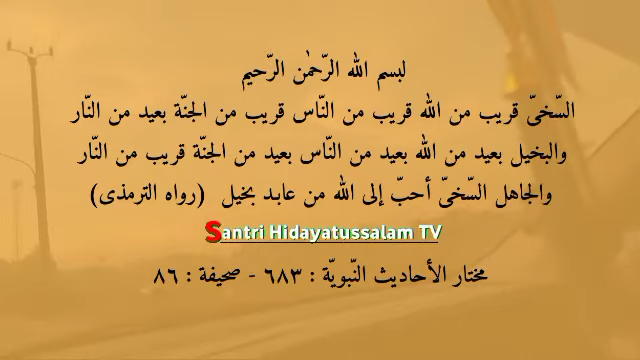 لبسم الله الرّحمٰن الرّحيم
السّخىّ قريب من الله قريب من النّاس قريب من الجنّة بعيد من النّار
والبخيل بعيد من الله بعيد من النّاس بعيد من الجنّة قريب من النّار
والجاهل السّخىّ أحبّ إلى الله من عابد بخيل (رواه الترمذى)
Santri Hidayatussalam TV
مختار الأحاديث النّبويّة : ٦٨٣ - صحيفة : ٨٦